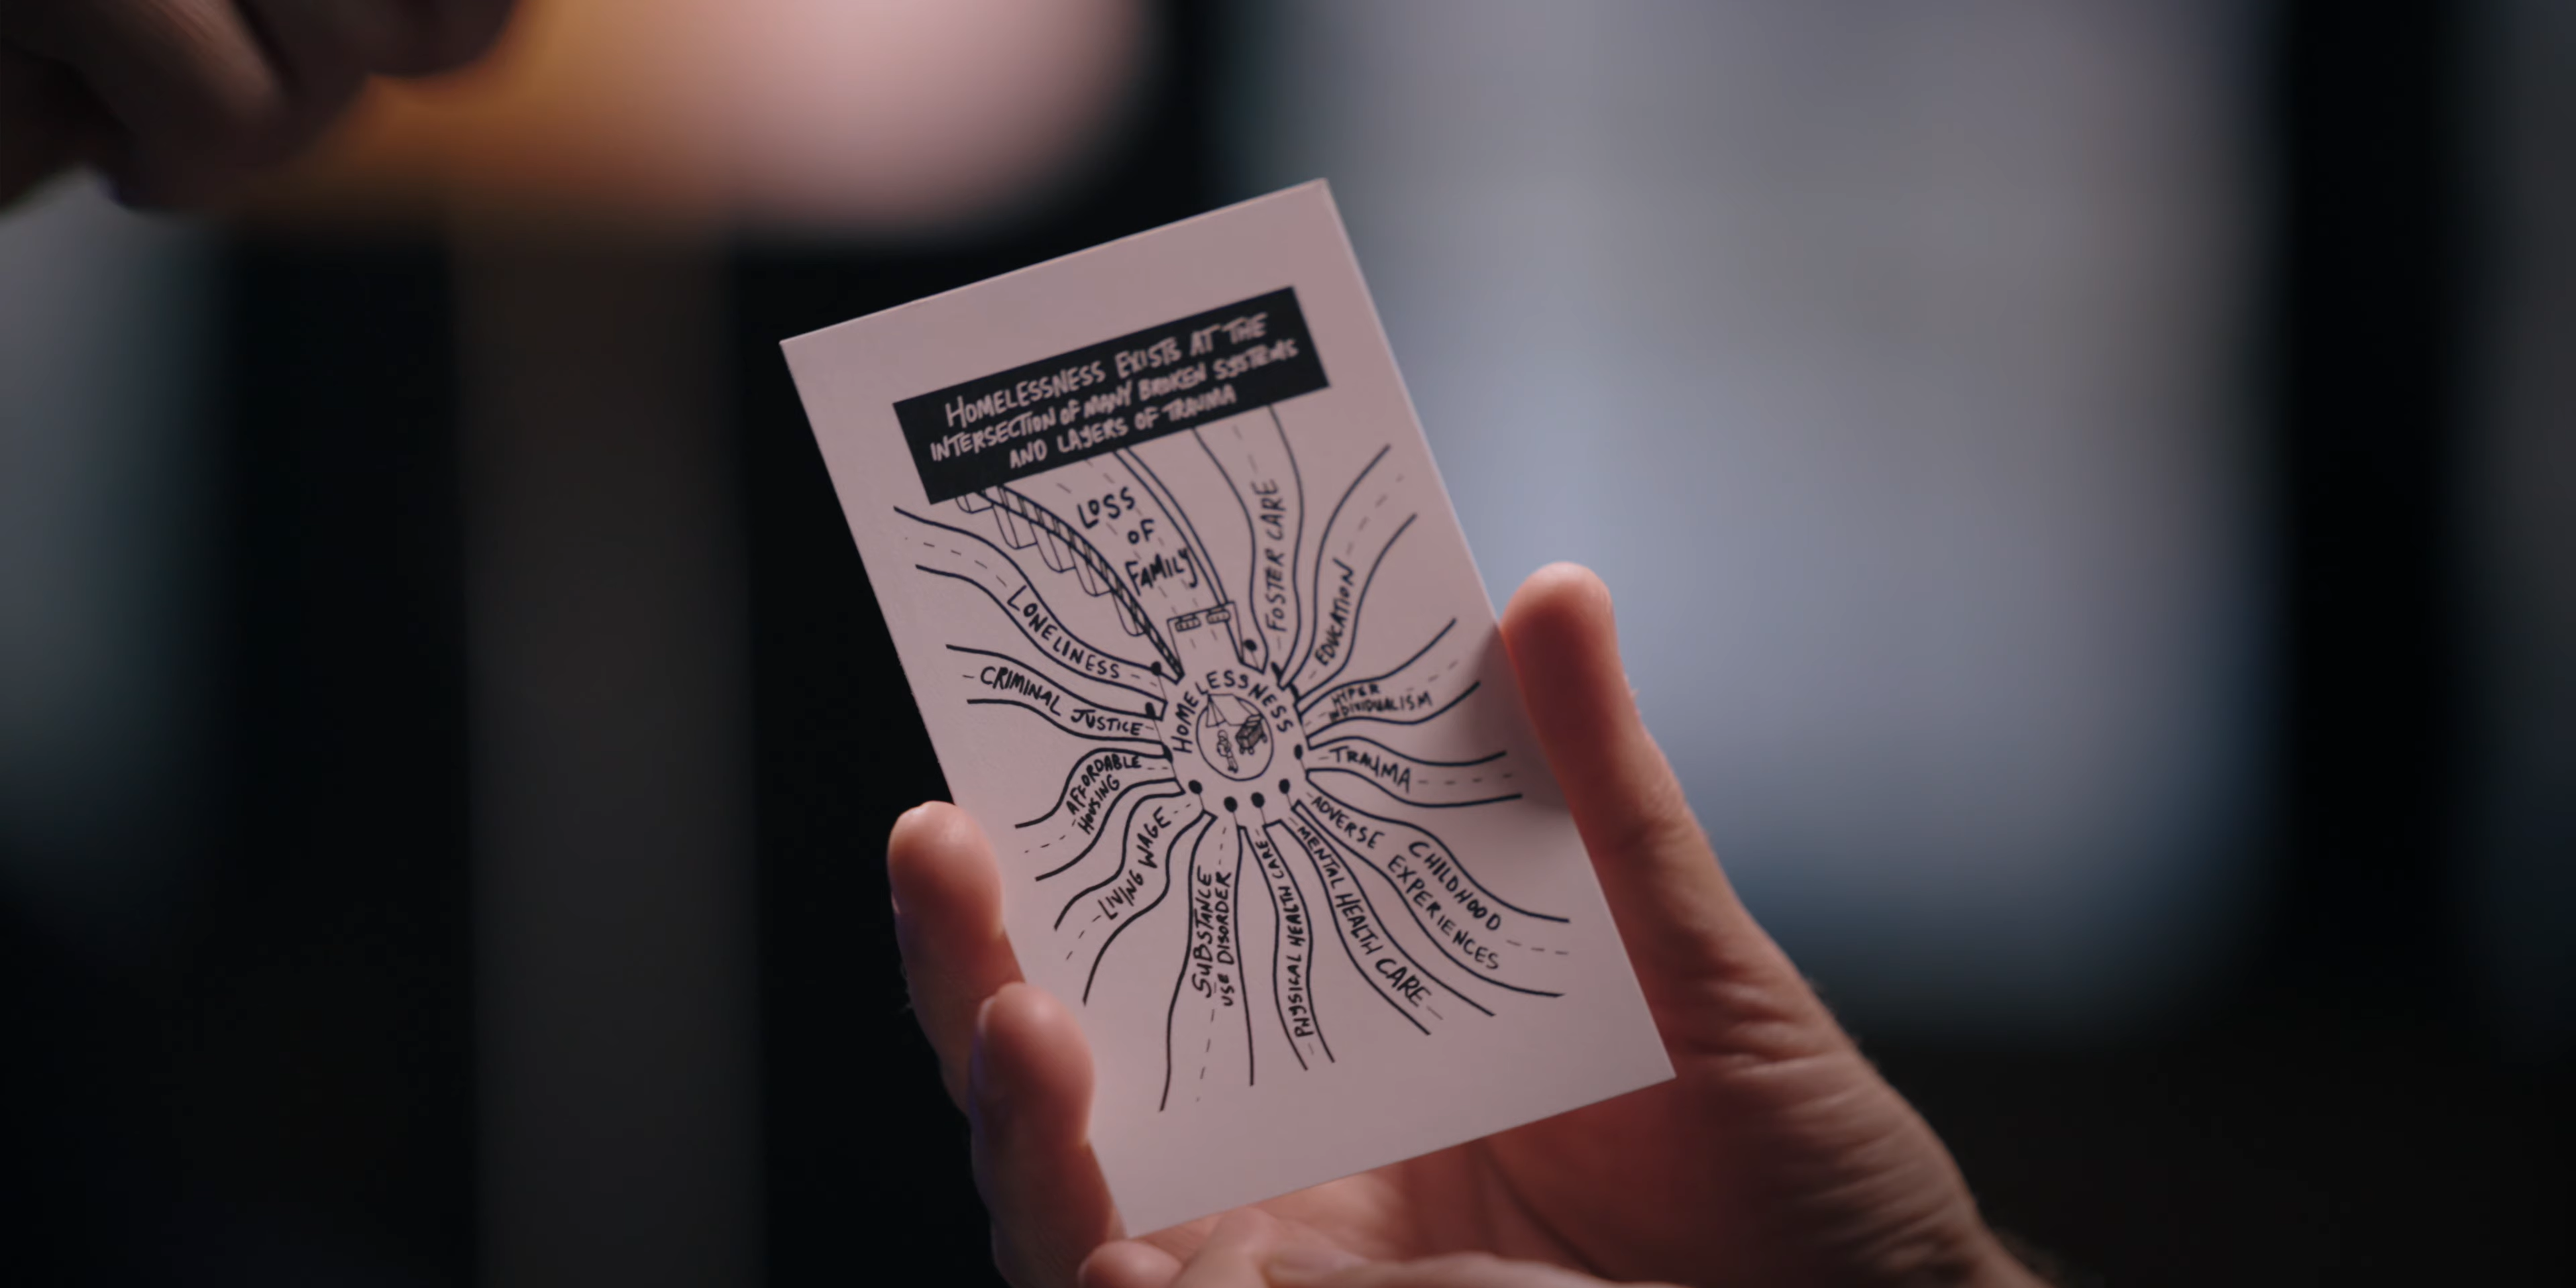 HOMELESSNESS EXISTS AT THE
INTERSECTION OF MANY BROKEN SYSTEMS
AND LAYERS OF TRAUMA
LOSS
OF
FAMILY
FOSTER CARE
EDUCATION
HYPER
INDIVIDUALISM
TRAUMA
ADVERSE CHILDHOOD
EXPERIENCES
MENTAL HEALTH CARE
PHYSICAL HEALTH CARE
SUBSTANCE
USE DISORDER
LIVING WAGE
AFFORDABLE
HOUSING
CRIMINAL JUSTICE
LONELINESS
HOMELESSNESS